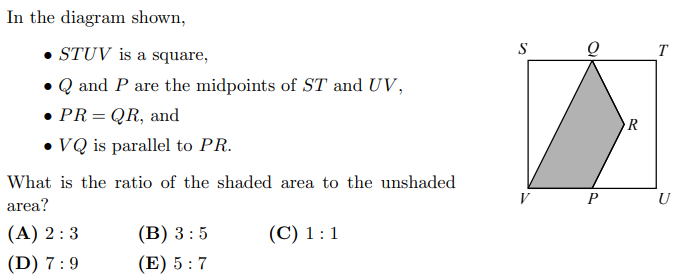 In the diagram shown,
• STUV is a square,
• Q and P are the midpoints of ST and UV,
• PR = QR, and
• VQ is parallel to PR.
What is the ratio of the shaded area to the unshaded
area?
(A) 2 : 3 (B) 3 : 5 (C) 1 : 1
(D) 7 : 9 (E) 5 : 7
S Q T
R
V P U